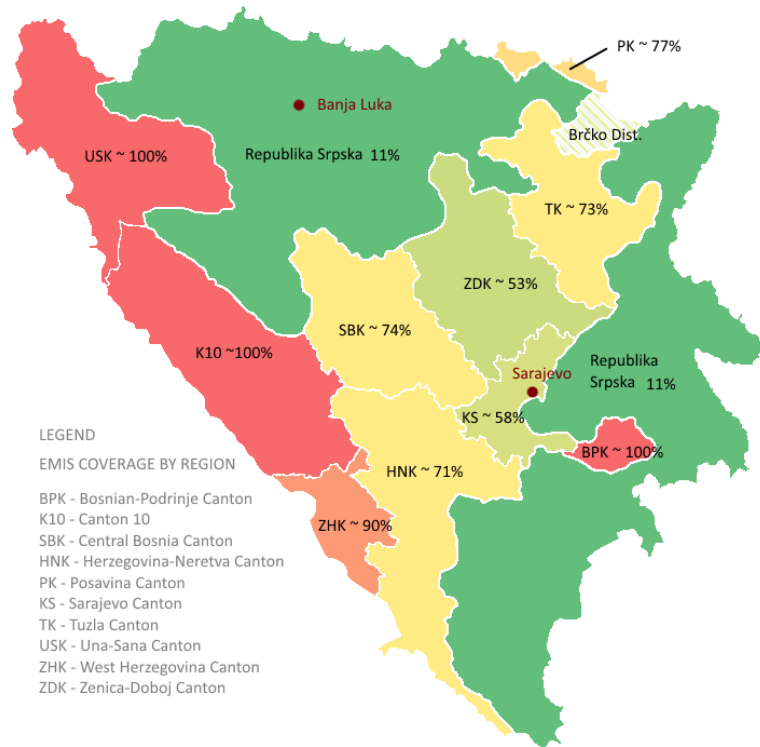 PK ~ 77%
Banja Luka
Brčko Dist.
USK ~ 100%
Republika Srpska 11%
TK ~ 73%
ZDK ~ 53%
SBK ~ 74%
K10 ~100%
Republika
Srpska 11%
Sarajevo
KS ~ 58%
BPK ~ 100%
HNK ~ 71%
ZHK ~ 90%
LEGEND
EMIS COVERAGE BY REGION
BPK - Bosnian-Podrinje Canton
K10 - Canton 10
SBK - Central Bosnia Canton
HNK - Herzegovina-Neretva Canton
PK - Posavina Canton
KS - Sarajevo Canton
TK - Tuzla Canton
USK - Una-Sana Canton
ZHK - West Herzegovina Canton
ZDK - Zenica-Doboj Canton